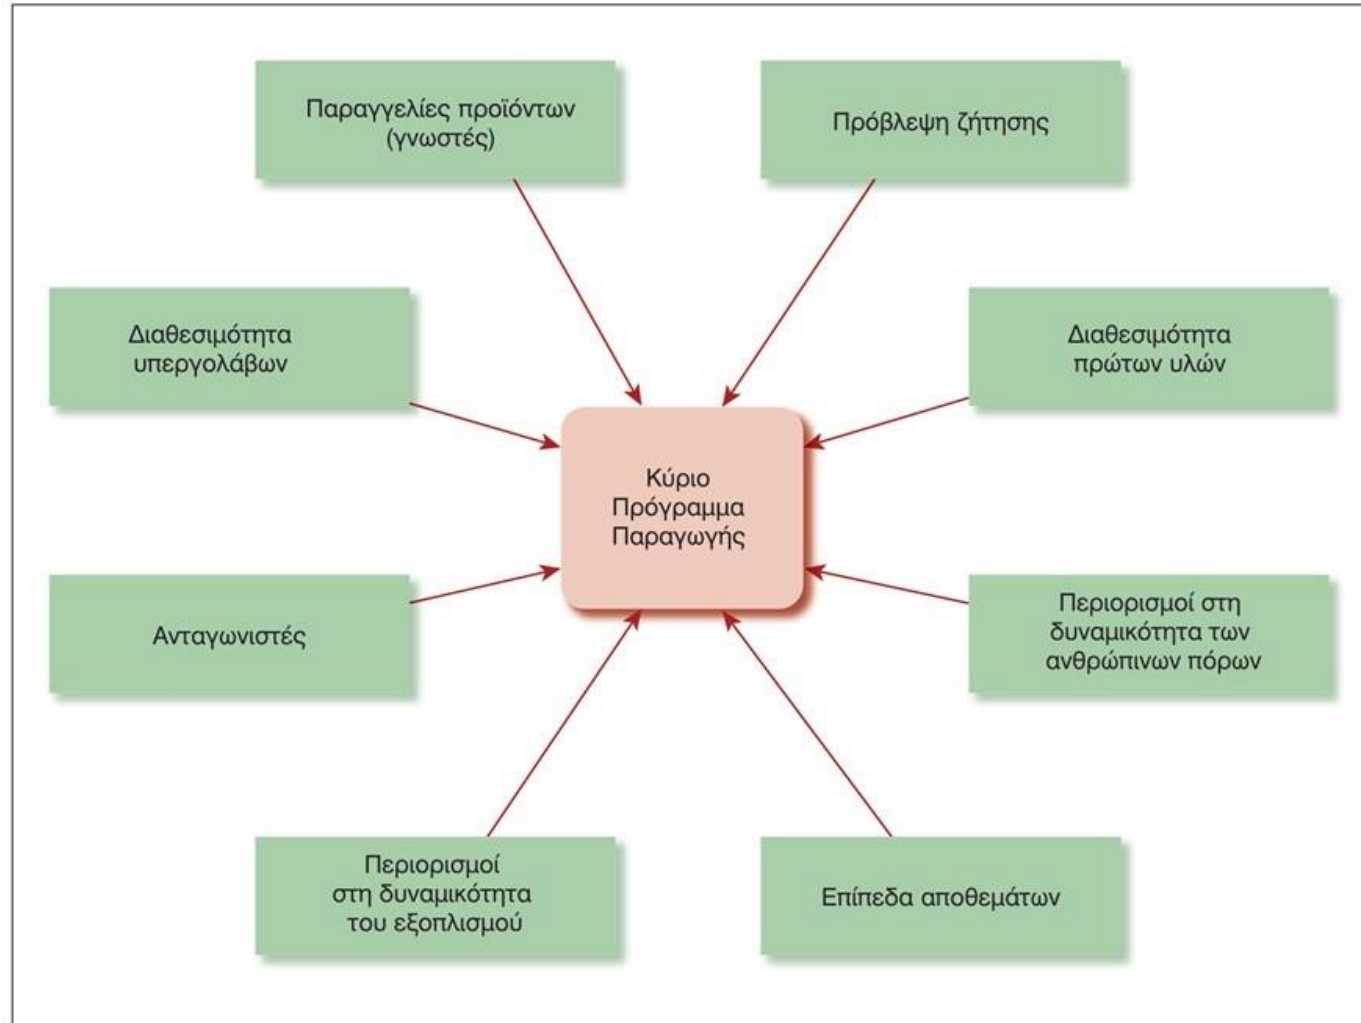 Παραγγελίες προϊόντων
(γνωστές)
Πρόβλεψη ζήτησης
Διαθεσιμότητα
υπεργολάβων
Διαθεσιμότητα
πρώτων υλών
Κύριο
Πρόγραμμα
Παραγωγής
Ανταγωνιστές
Περιορισμοί στη
δυναμικότητα των
ανθρώπινων πόρων
Περιορισμοί
στη δυναμικότητα
του εξοπλισμού
Επίπεδα αποθεμάτων